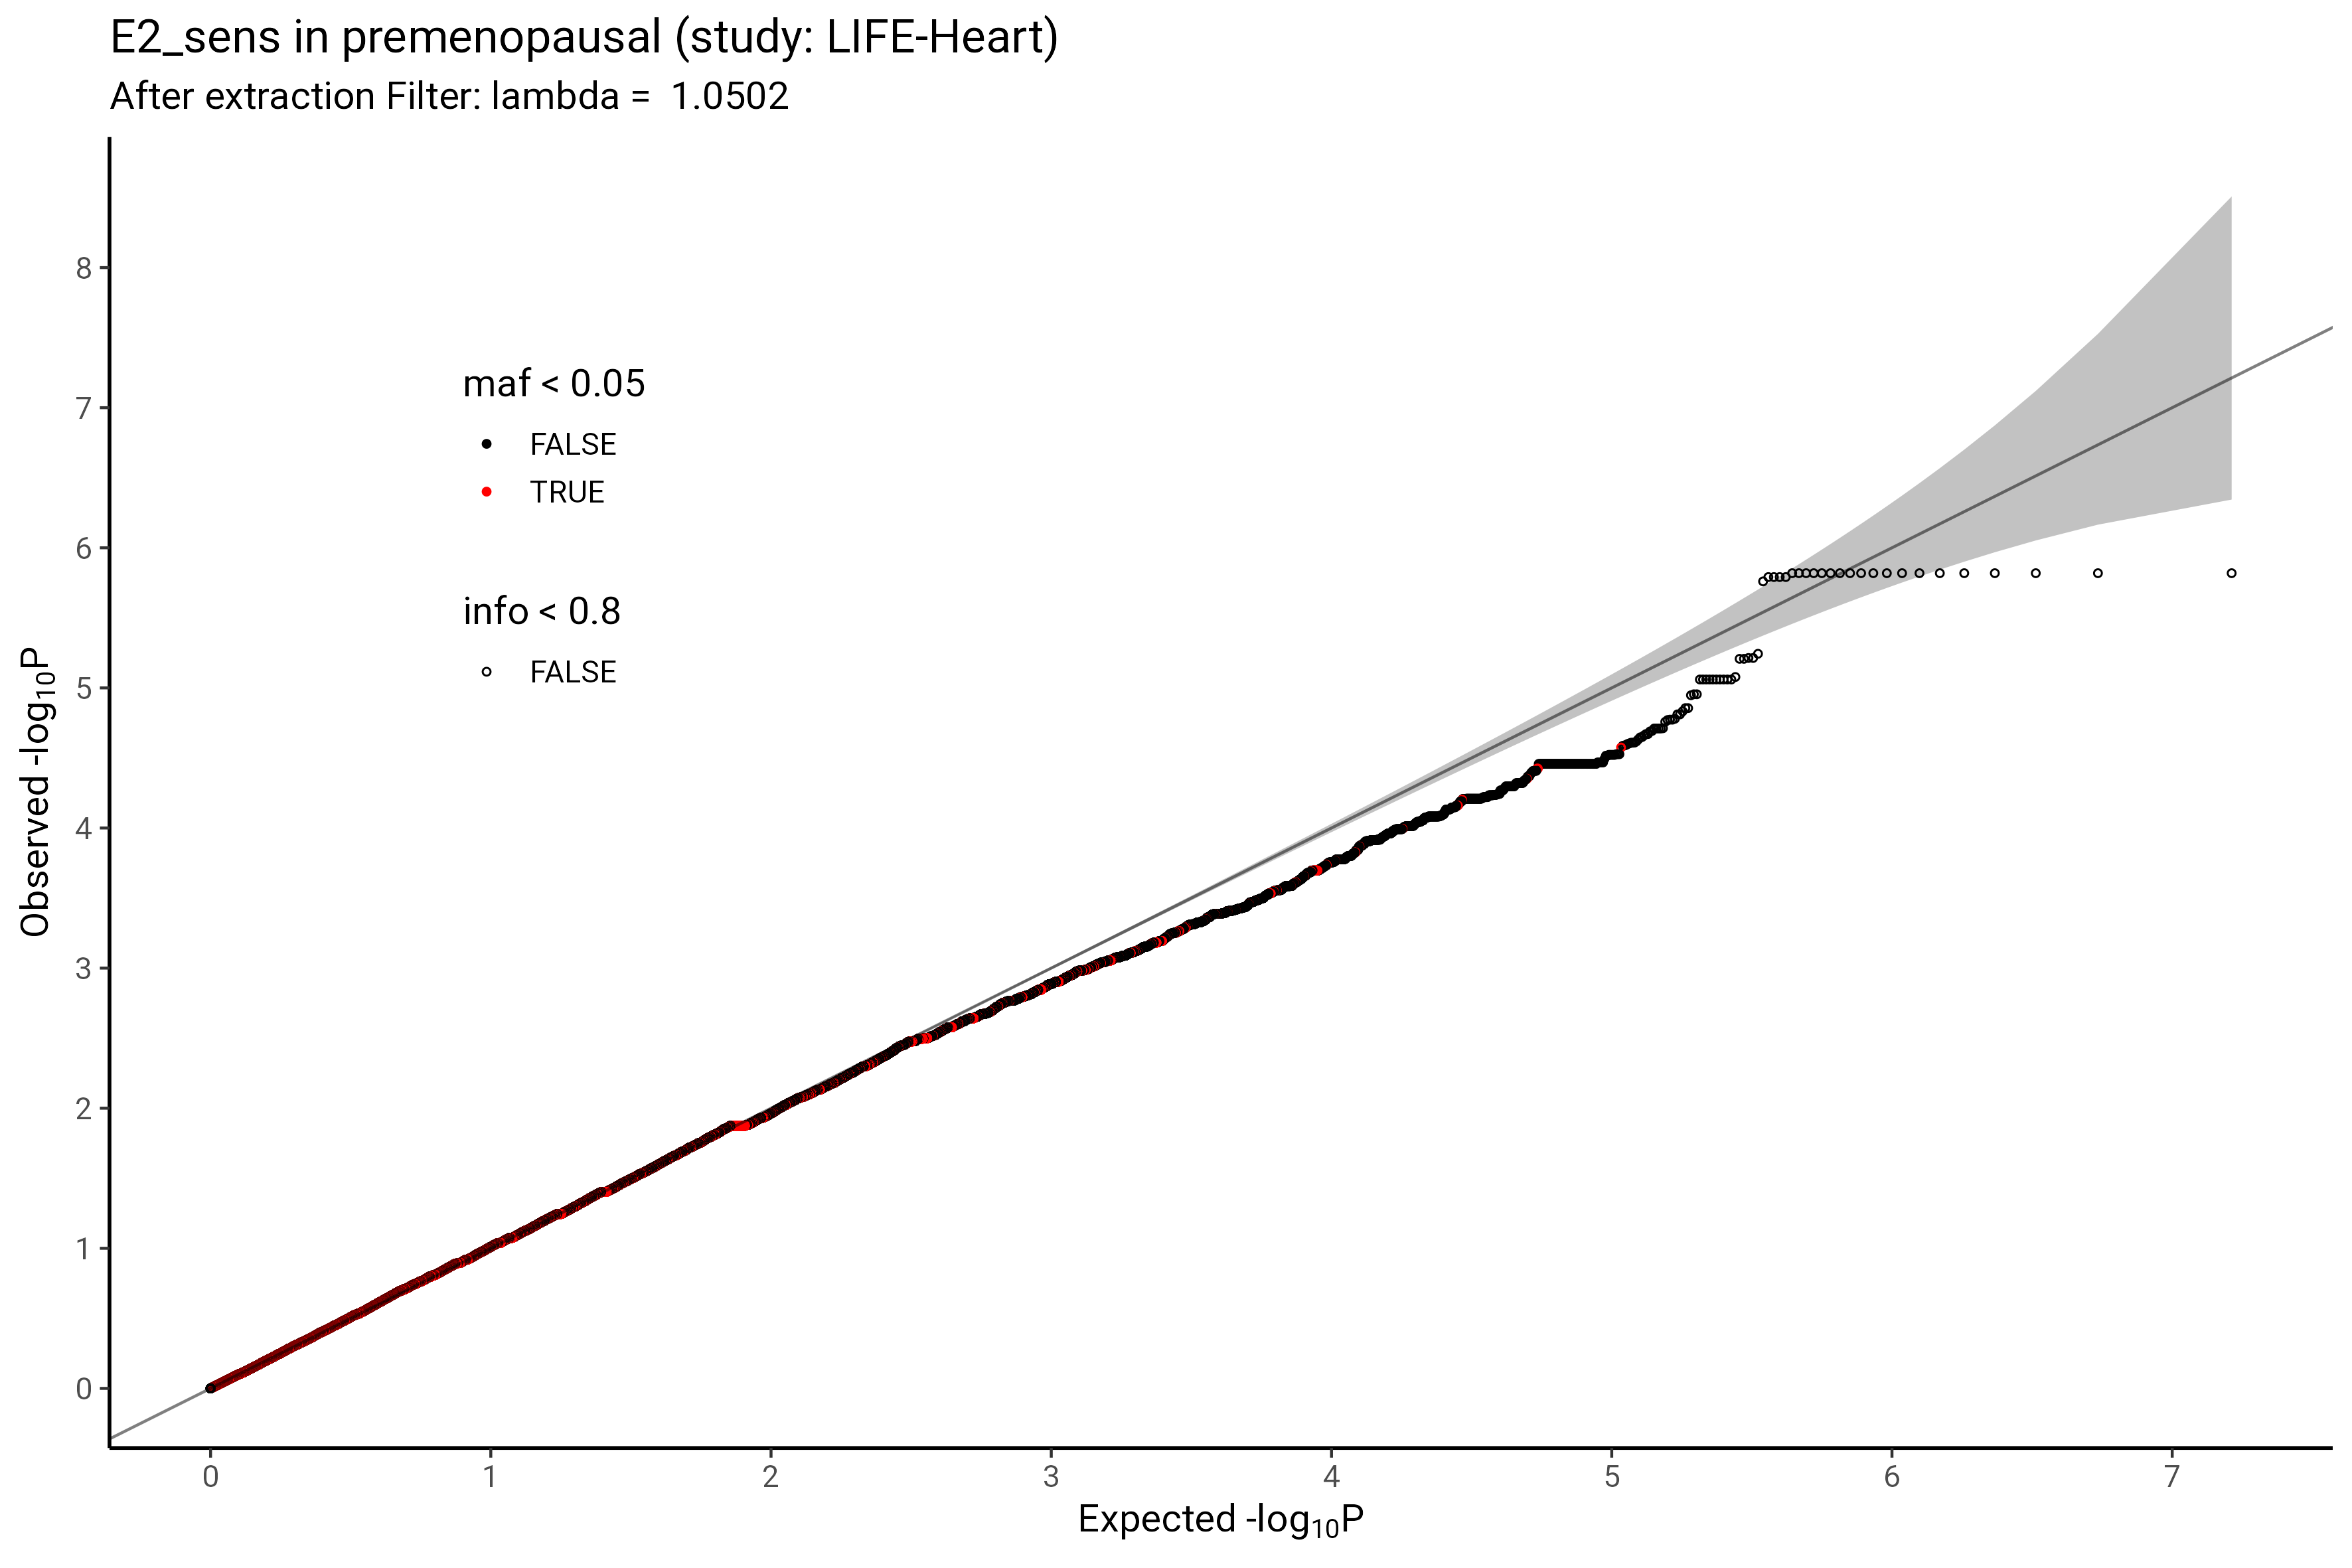 E2_sens in premenopausal (study: LIFE-Heart)
After extraction Filter: lambda = 1.0502
8
7
6
5
4
3
2
1
0
Observed -log10P
maf < 0.05
FALSE
TRUE
info < 0.8
FALSE
0 1 2 3 4 5 6 7
Expected -log10P